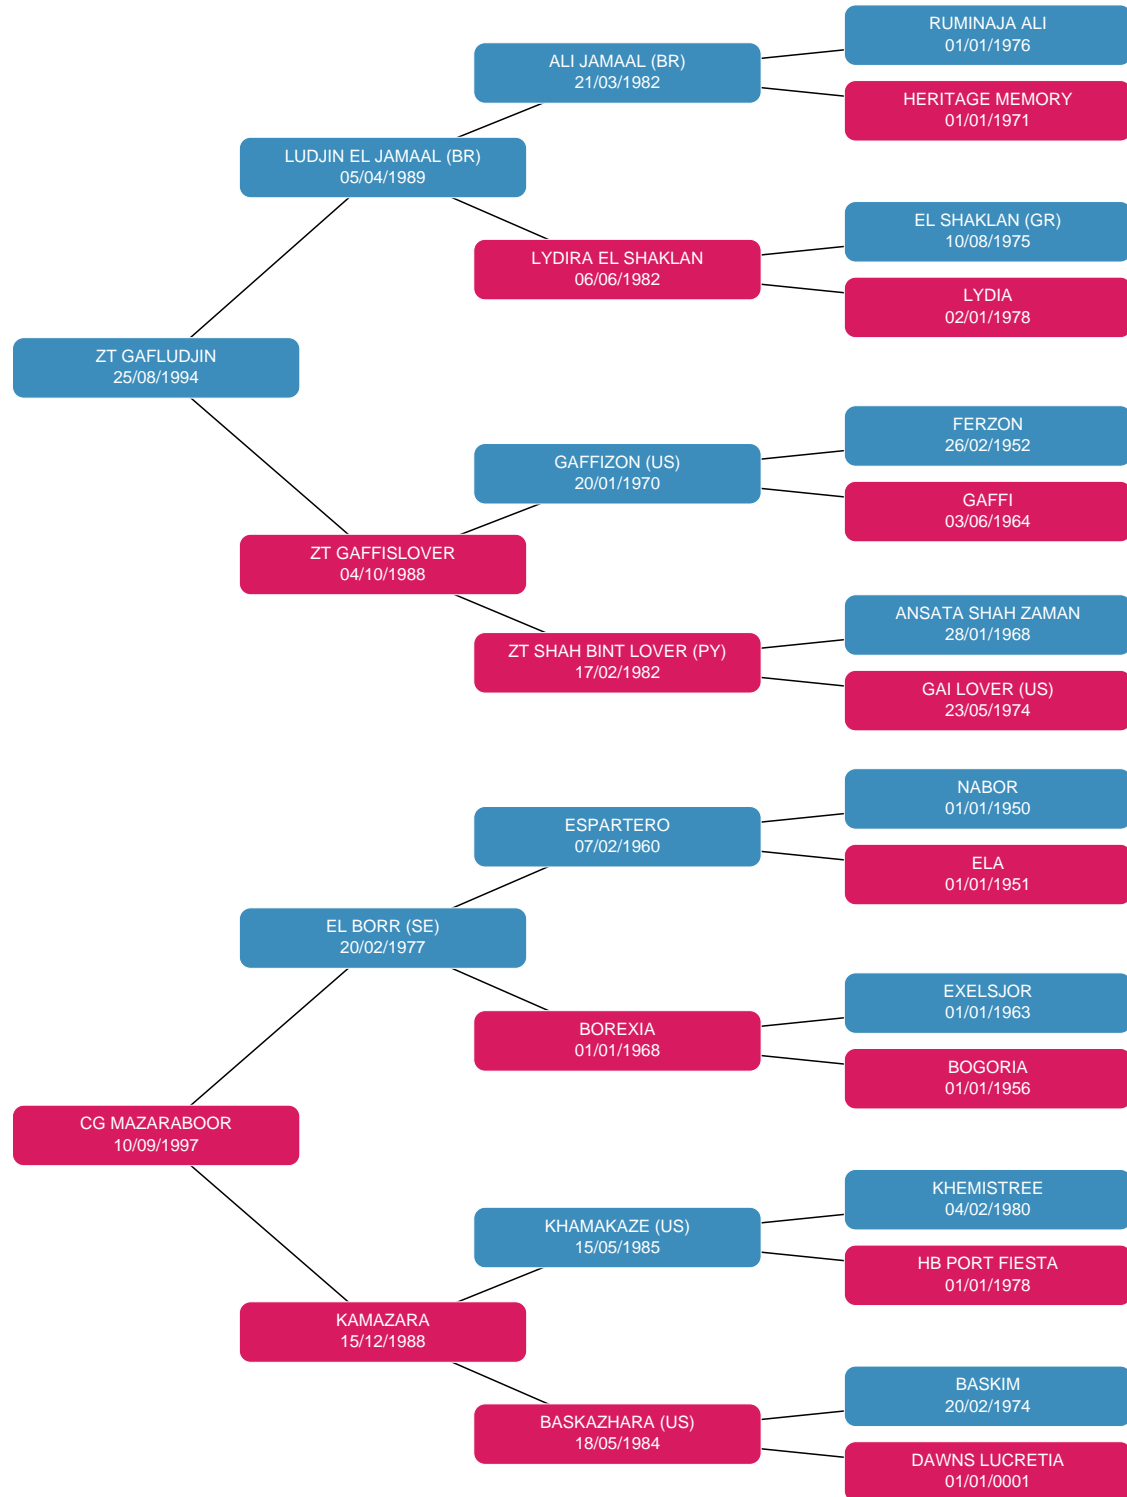 RUMINAJA ALI
01/01/1976
ALI JAMAAL (BR)
21/03/1982
HERITAGE MEMORY
01/01/1971
LUDJIN EL JAMAAL (BR)
05/04/1989
EL SHAKLAN (GR)
10/08/1975
LYDIRA EL SHAKLAN
06/06/1982
LYDIA
02/01/1978
ZT GAFLUDJIN
25/08/1994
FERZON
26/02/1952
GAFFIZON (US)
20/01/1970
GAFFI
03/06/1964
ZT GAFFISLOVER
04/10/1988
ANSATA SHAH ZAMAN
28/01/1968
ZT SHAH BINT LOVER (PY)
17/02/1982
GAI LOVER (US)
23/05/1974
NABOR
01/01/1950
ESPARTERO
07/02/1960
ELA
01/01/1951
EL BORR (SE)
20/02/1977
EXELSJOR
01/01/1963
BOREXIA
01/01/1968
BOGORIA
01/01/1956
CG MAZARABOOR
10/09/1997
KHEMISTREE
04/02/1980
KHAMAKAZE (US)
15/05/1985
HB PORT FIESTA
01/01/1978
KAMAZARA
15/12/1988
BASKIM
20/02/1974
BASKAZHARA (US)
18/05/1984
DAWNS LUCRETIA
01/01/0001